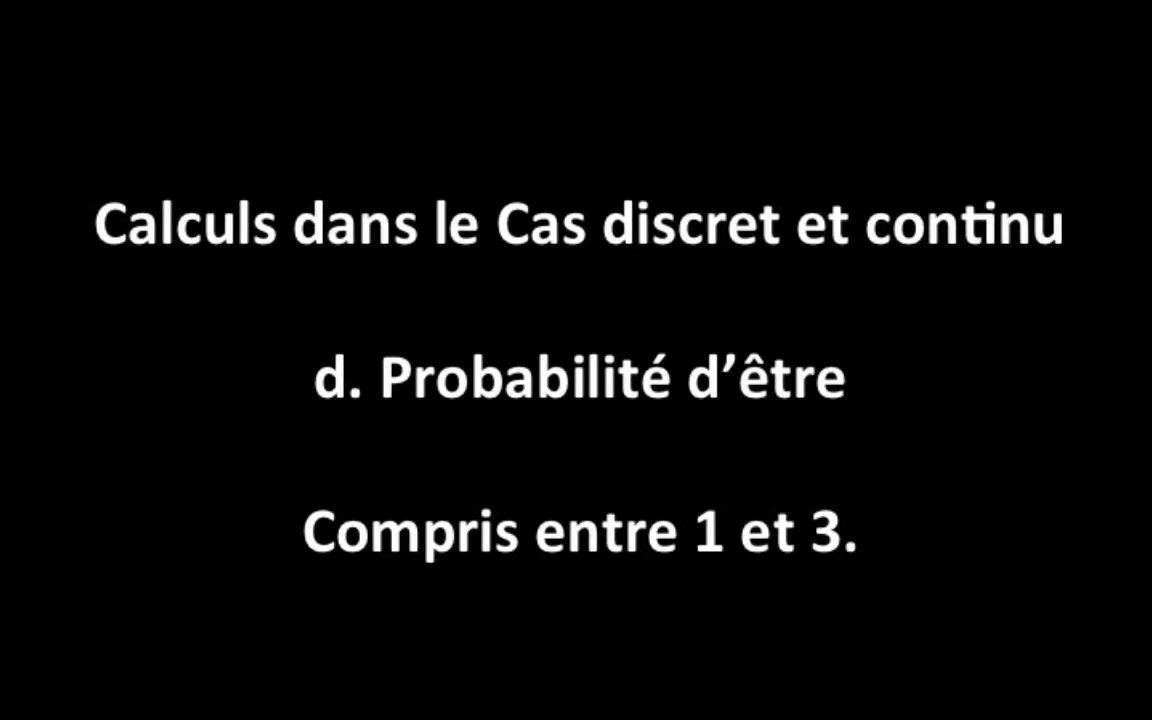 Calculs dans le Cas discret et continu
d. Probabilité d’être
Compris entre 1 et 3.